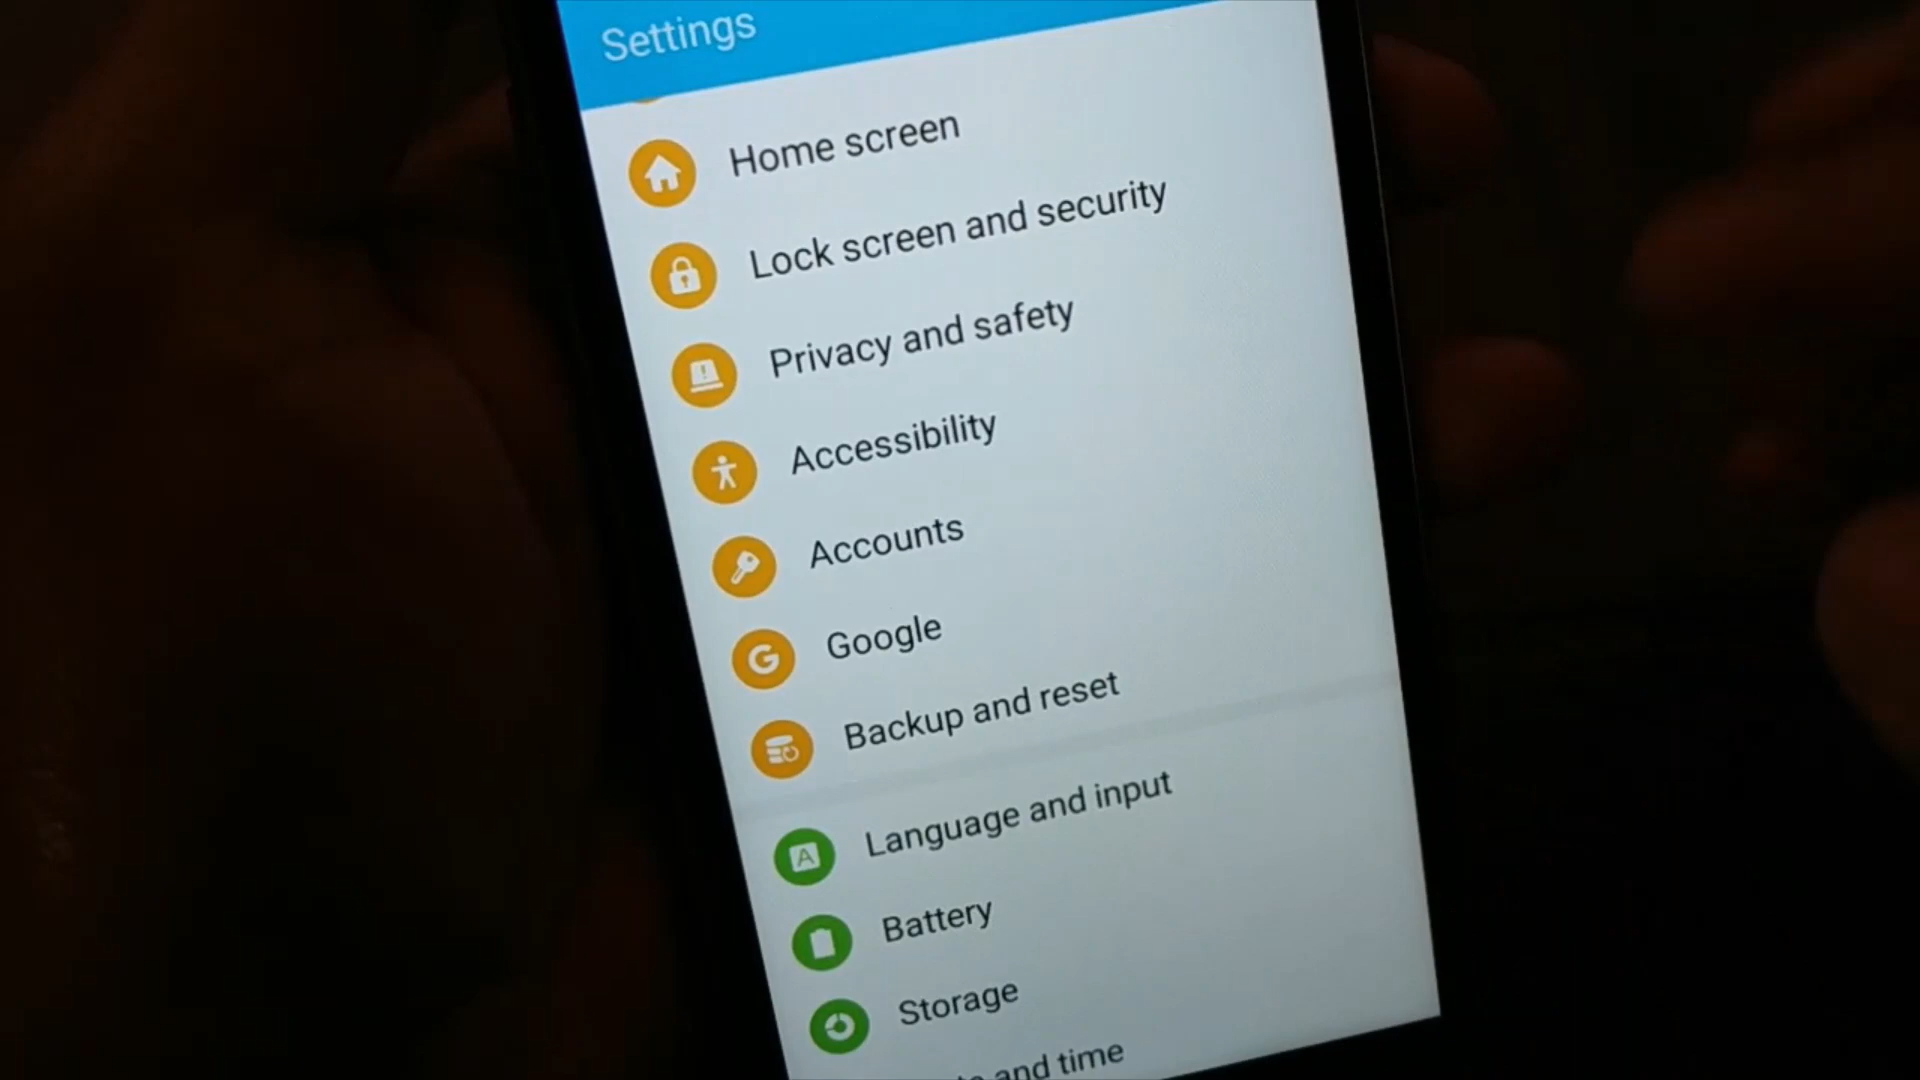 Settings
Home screen
Lock screen and security
Privacy and safety
Accessibility
Accounts
Google
Backup and reset
Language and input
Battery
Storage
and time